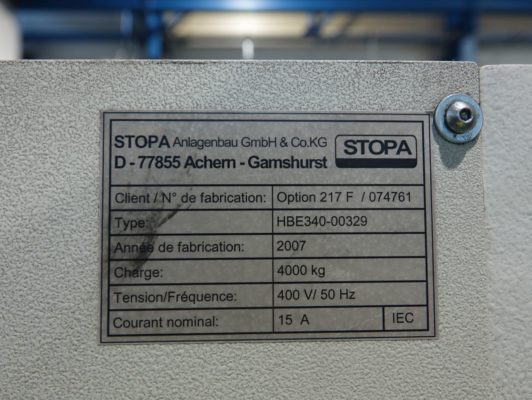 STOPA Anlagenbau GmbH & Co.KG
D - 77855 Achern - Gamshurst
STOPA
Client / N° de fabrication: Option 217 F / 074761
Type: HBE340-00329
Année de fabrication: 2007
Charge: 4000 kg
Tension/Fréquence: 400 V/ 50 Hz
Courant nominal: 15 A IEC